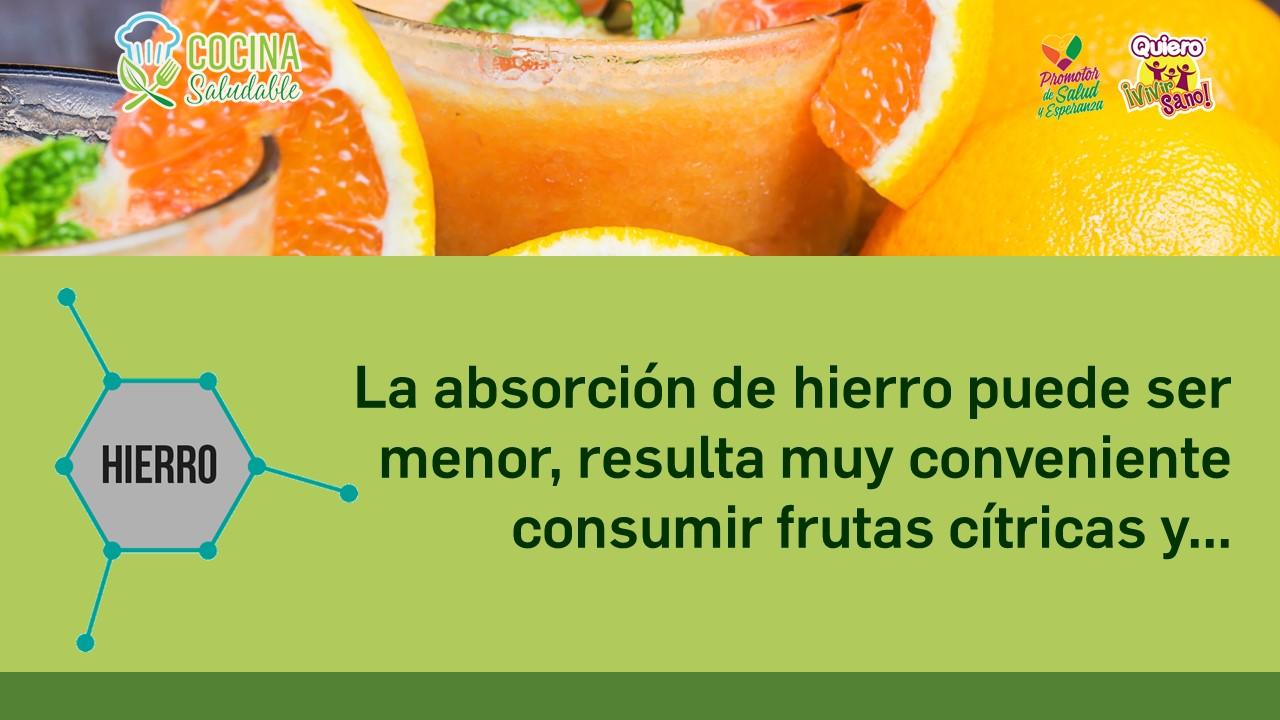 COCINA
Saludable
Promotor
de Salud
y Esperanza
Quiero
¡Vivir
Sano!
HIERRO
La absorción de hierro puede ser
menor, resulta muy conveniente
consumir frutas cítricas y...